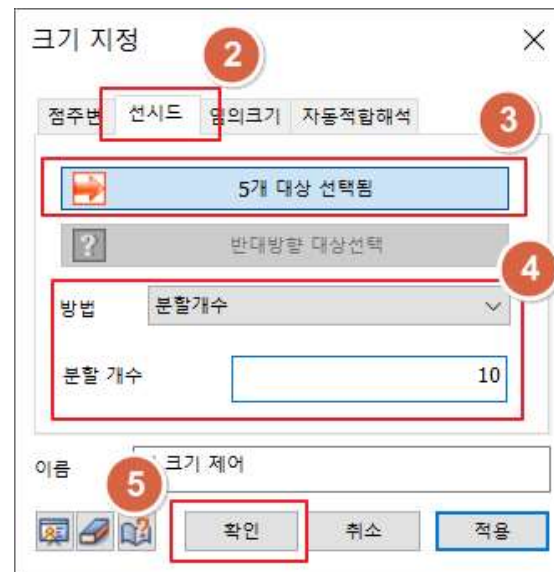 크기 지정
2
점주변 선시드 임의크기 자동적합해석
3
5개 대상 선택됨
? 반대방향 대상선택
4
방법 분할개수
분할 개수 10
이름 크기 제어
5
확인 취소 적용